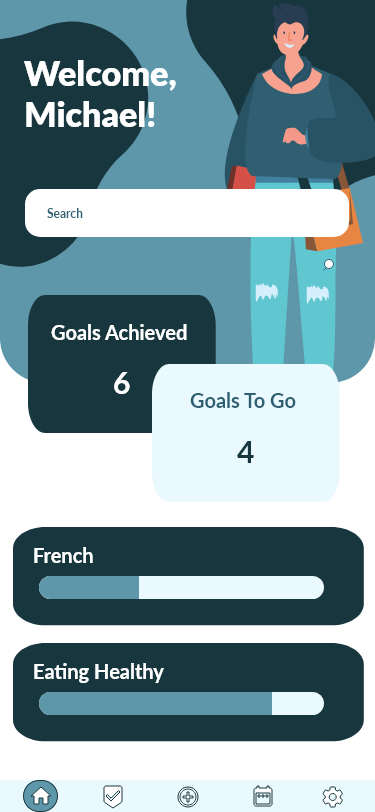 Welcome,
Michael!
Search
Goals Achieved
6
Goals To Go
4
French
Eating Healthy